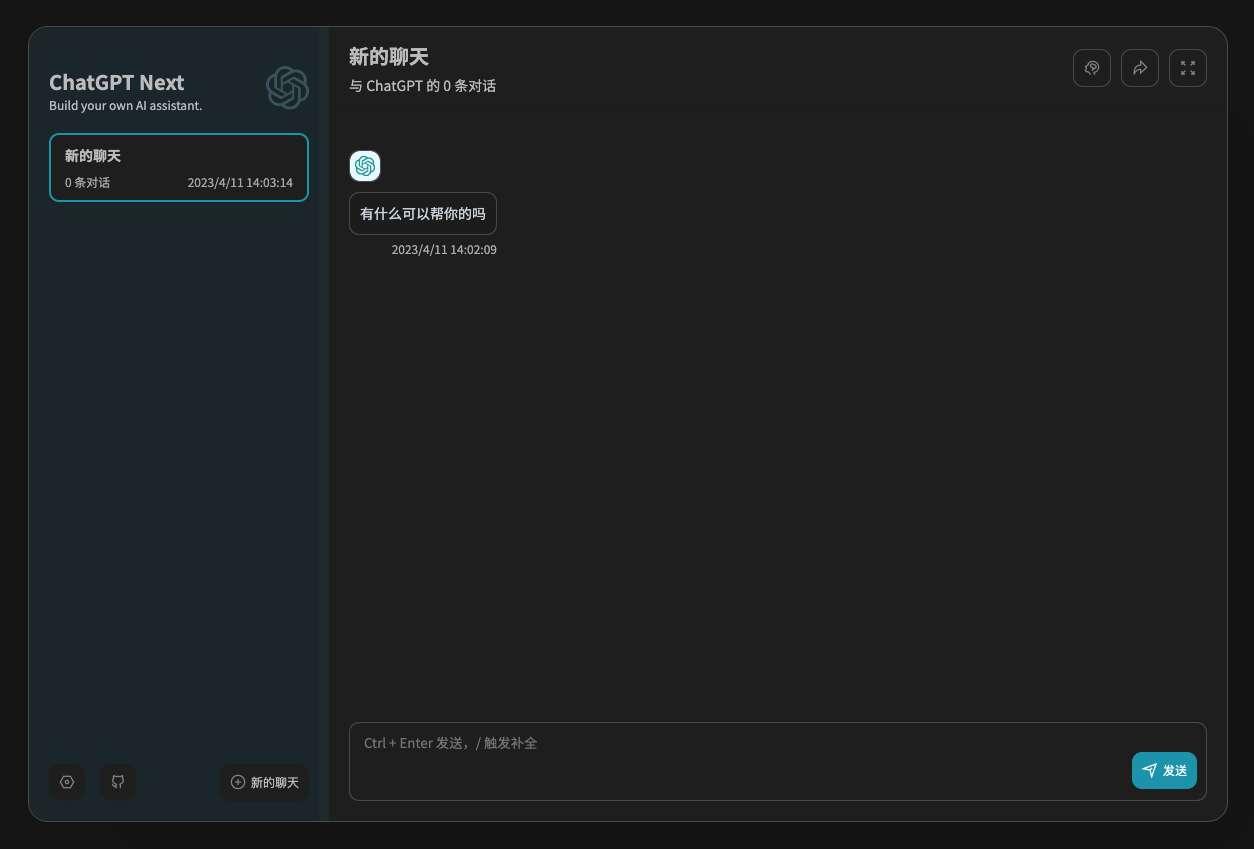 ChatGPT Next
Build your own AI assistant.
新的聊天
0 条对话 2023/4/11 14:03:14
新的聊天
新的聊天
与 ChatGPT 的 0 条对话
有什么可以帮你的吗
2023/4/11 14:02:09
Ctrl + Enter 发送，/ 触发补全
发送